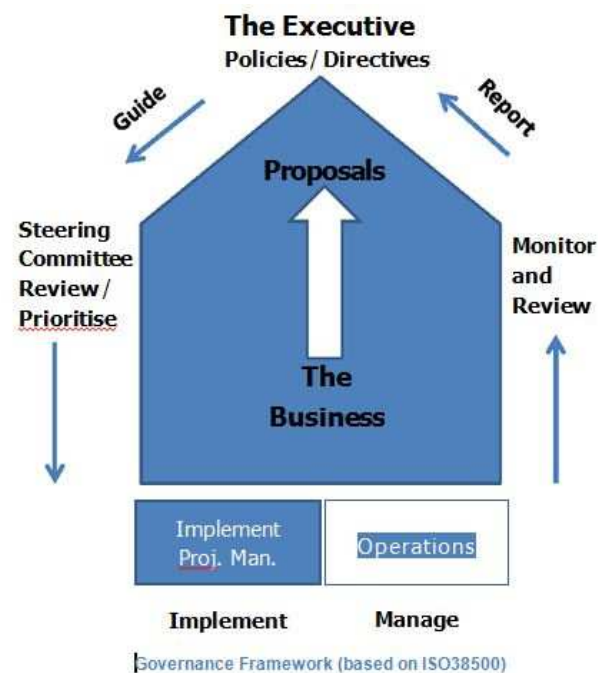 The Executive
Policies / Directives
Guide
Report
Proposals
Steering
Committee
Review /
Prioritise
Monitor
and
Review
The
Business
Implement
Proj. Man.
Operations
Implement
Manage
Governance Framework (based on ISO38500)